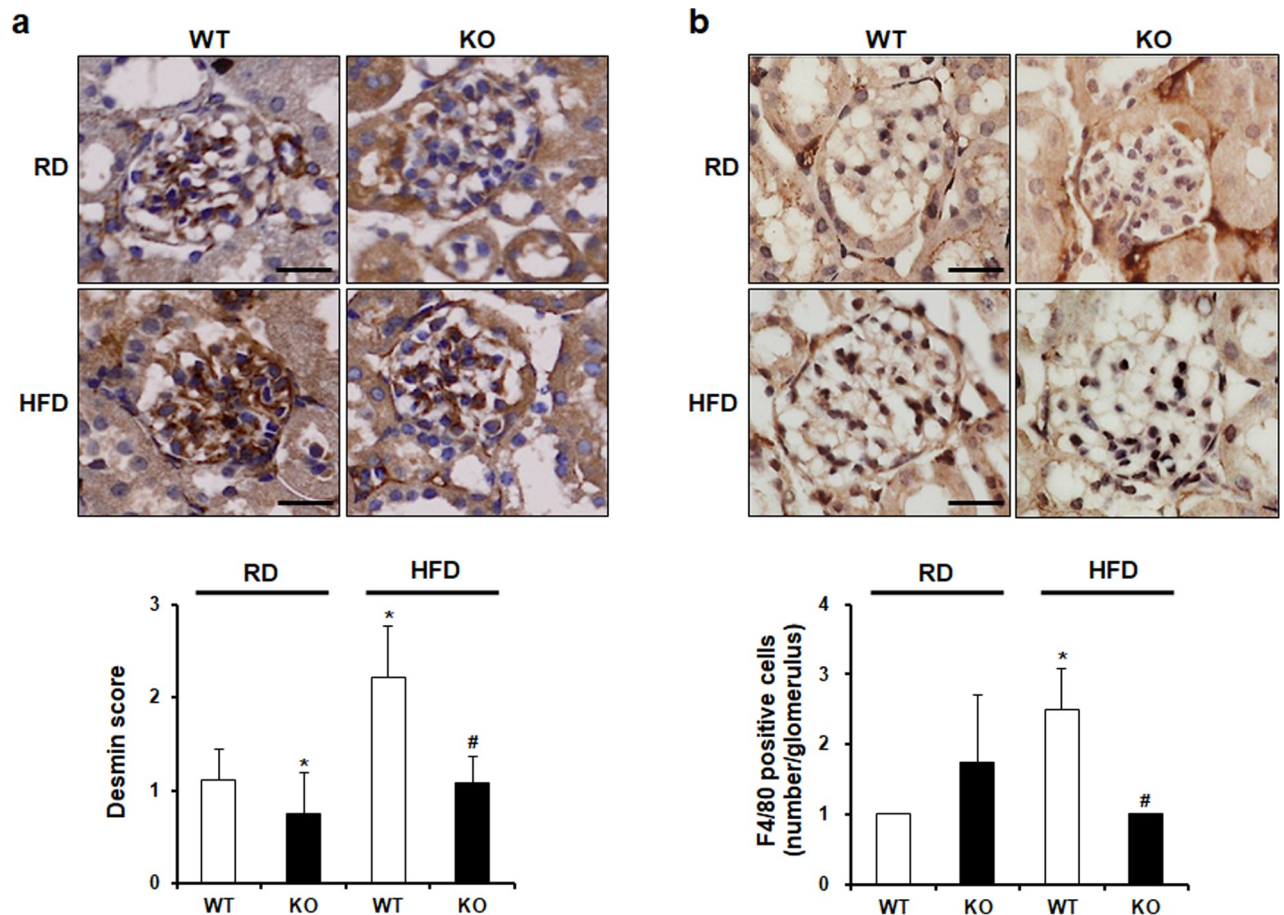 a
WT KO
RD
HFD
RD HFD
3
*
2
#
*
1
0
Desmin score
WT KO WT KO
b
WT KO
RD
HFD
RD HFD
4
3
*
2
1
#
0
F4/80 positive cells
(number/glomerulus)
WT KO WT KO